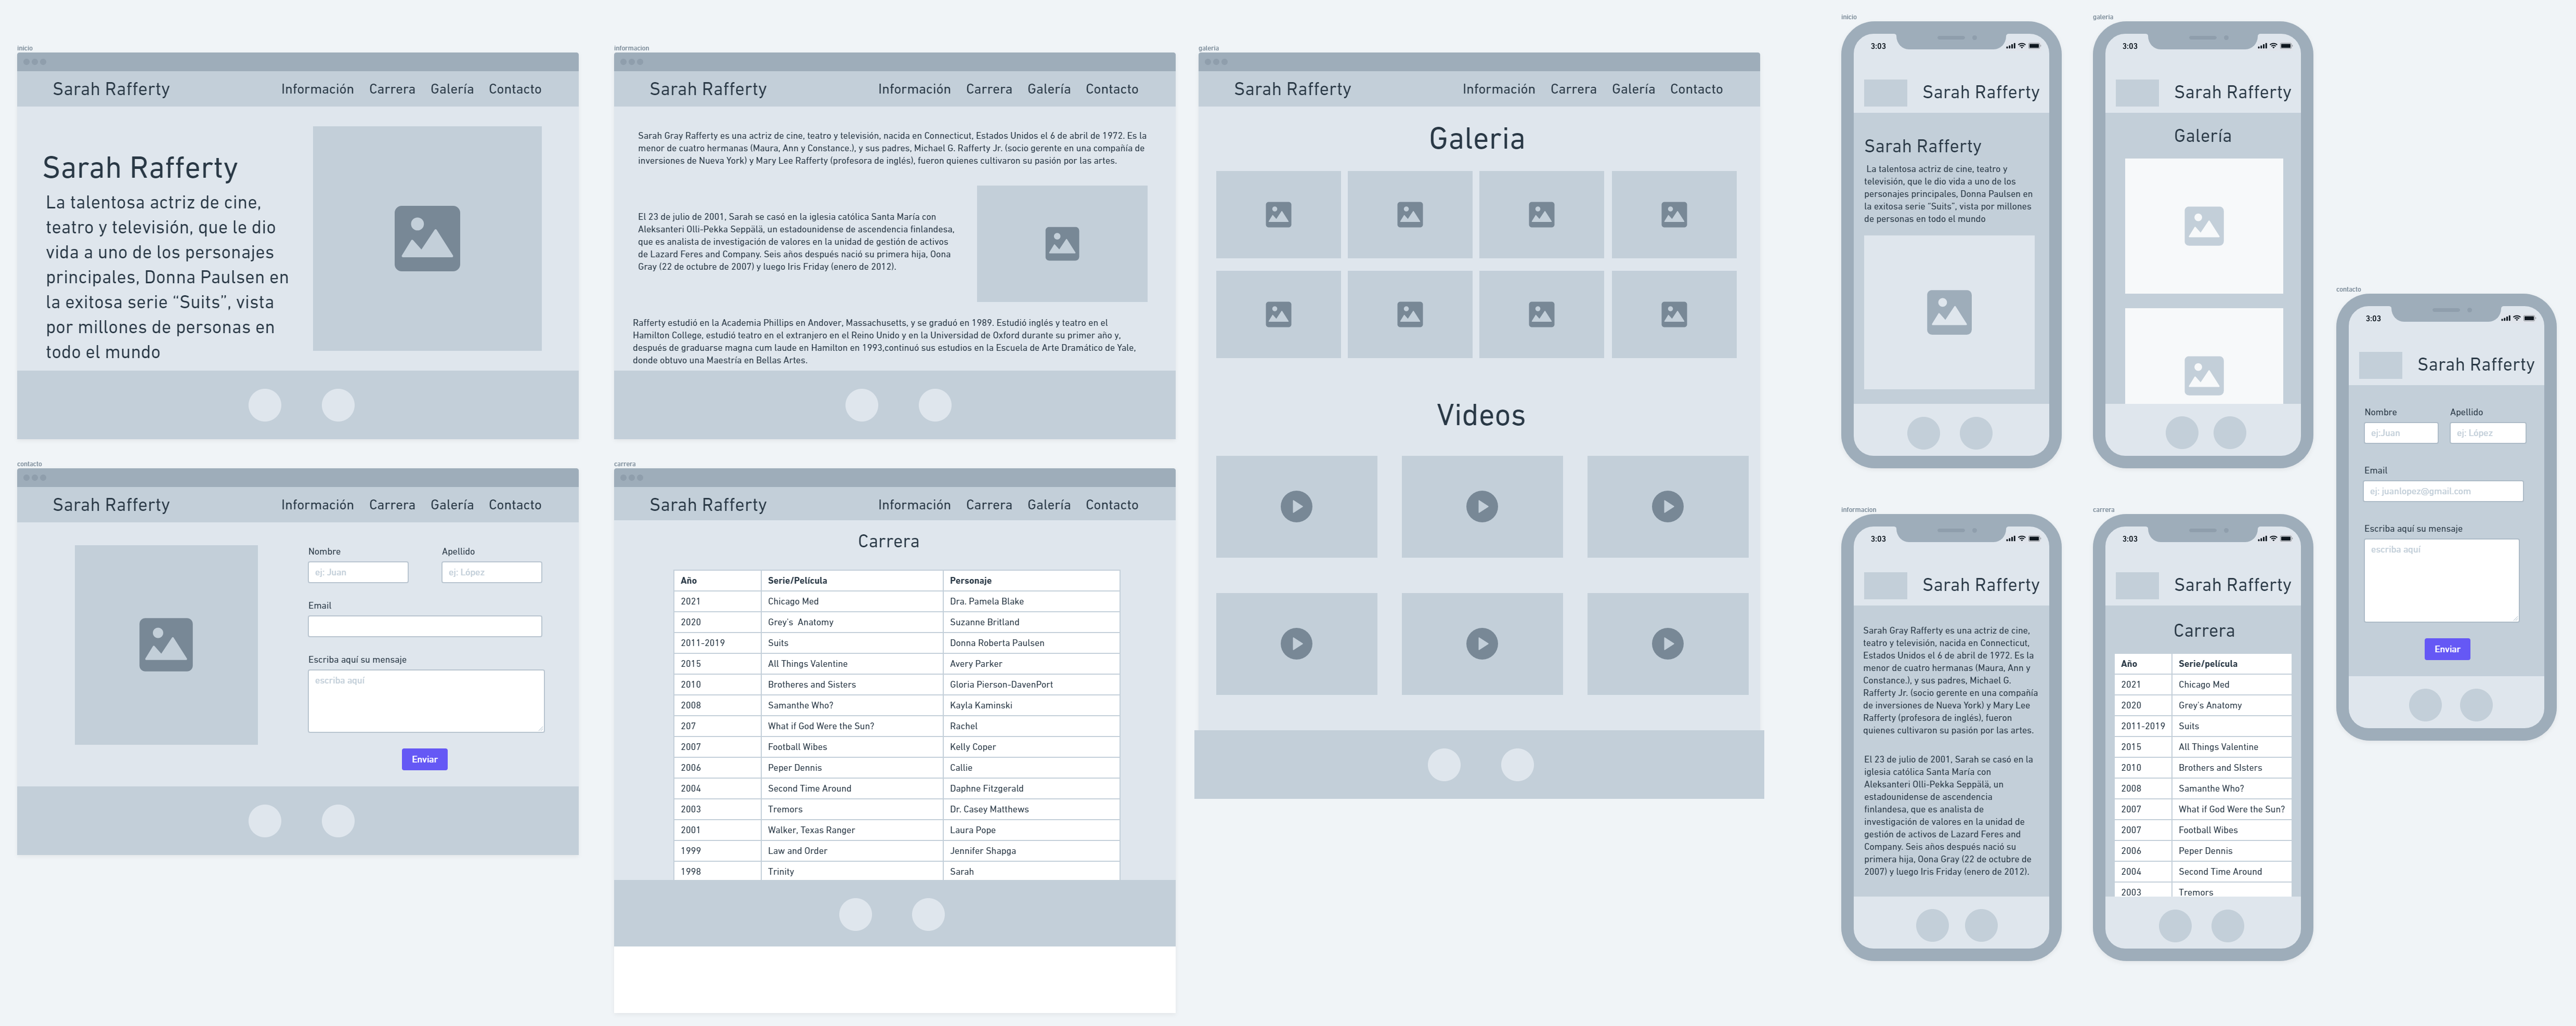 inicio
Sarah Rafferty
Información Carrera Galería Contacto
Sarah Rafferty
La talentosa actriz de cine,
teatro y televisión, que le dio
vida a uno de los personajes
principales, Donna Paulsen en
la exitosa serie “Suits”, vista
por millones de personas en
todo el mundo
informacion
Sarah Rafferty
Información Carrera Galería Contacto
Sarah Gray Rafferty es una actriz de cine, teatro y televisión, nacida en Connecticut, Estados Unidos el 6 de abril de 1972. Es la
menor de cuatro hermanas (Maura, Ann y Constance.), y sus padres, Michael G. Rafferty Jr. (socio gerente en una compañía de
inversiones de Nueva York) y Mary Lee Rafferty (profesora de inglés), fueron quienes cultivaron su pasión por las artes.
El 23 de julio de 2001, Sarah se casó en la iglesia católica Santa María con
Aleksanteri Olli-Pekka Seppälä, un estadounidense de ascendencia finlandesa,
que es analista de investigación de valores en la unidad de gestión de activos
de Lazard Feres and Company. Seis años después nació su primera hija, Oona
Gray (22 de octubre de 2007) y luego Iris Friday (enero de 2012).
Rafferty estudió en la Academia Phillips en Andover, Massachusetts, y se graduó en 1989. Estudió inglés y teatro en el
Hamilton College, estudió teatro en el extranjero en el Reino Unido y en la Universidad de Oxford durante su primer año y,
después de graduarse magna cum laude en Hamilton en 1993,continuó sus estudios en la Escuela de Arte Dramático de Yale,
donde obtuvo una Maestría en Bellas Artes.
galeria
Sarah Rafferty
Información Carrera Galería Contacto
Galeria
Videos
contacto
Sarah Rafferty
Información Carrera Galería Contacto
Nombre Apellido
ej: Juan ej: López
Email
Escriba aquí su mensaje
escriba aquí
Enviar
carrera
Sarah Rafferty
Información Carrera Galería Contacto
Carrera
Año Serie/Película Personaje
2021 Chicago Med Dra. Pamela Blake
2020 Grey's Anatomy Suzanne Britland
2011-2019 Suits Donna Roberta Paulsen
2015 All Things Valentine Avery Parker
2010 Brotheres and Sisters Gloria Pierson-DavenPort
2008 Samanthe Who? Kayla Kaminski
207 What if God Were the Sun? Rachel
2007 Football Wibes Kelly Coper
2006 Peper Dennis Callie
2004 Second Time Around Daphne Fitzgerald
2003 Tremors Dr. Casey Matthews
2001 Walker, Texas Ranger Laura Pope
1999 Law and Order Jennifer Shapga
1998 Trinity Sarah
inicio
3:03
Sarah Rafferty
Sarah Rafferty
La talentosa actriz de cine, teatro y
televisión, que le dio vida a uno de los
personajes principales, Donna Paulsen en
la exitosa serie “Suits”, vista por millones
de personas en todo el mundo
galeria
3:03
Sarah Rafferty
Galería
informacion
3:03
Sarah Rafferty
Sarah Gray Rafferty es una actriz de cine,
teatro y televisión, nacida en Connecticut,
Estados Unidos el 6 de abril de 1972. Es la
menor de cuatro hermanas (Maura, Ann y
Constance.), y sus padres, Michael G.
Rafferty Jr. (socio gerente en una compañía
de inversiones de Nueva York) y Mary Lee
Rafferty (profesora de inglés), fueron
quienes cultivaron su pasión por las artes.
El 23 de julio de 2001, Sarah se casó en la
iglesia católica Santa María con
Aleksanteri Olli-Pekka Seppälä, un
estadounidense de ascendencia
finlandesa, que es analista de
investigación de valores en la unidad de
gestión de activos de Lazard Feres and
Company. Seis años después nació su
primera hija, Oona Gray (22 de octubre de
2007) y luego Iris Friday (enero de 2012).
carrera
3:03
Sarah Rafferty
Carrera
Año Serie/película
2021 Chicago Med
2020 Grey's Anatomy
2011-2019 Suits
2015 All Things Valentine
2010 Brothers and SIsters
2008 Samanthe Who?
2007 What if God Were the Sun?
2007 Football Wibes
2006 Peper Dennis
2004 Second Time Around
2003 Tremors
contacto
3:03
Sarah Rafferty
Nombre Apellido
ej:Juan ej: López
Email
ej: juanlopez@gmail.com
Escriba aquí su mensaje
escriba aquí
Enviar